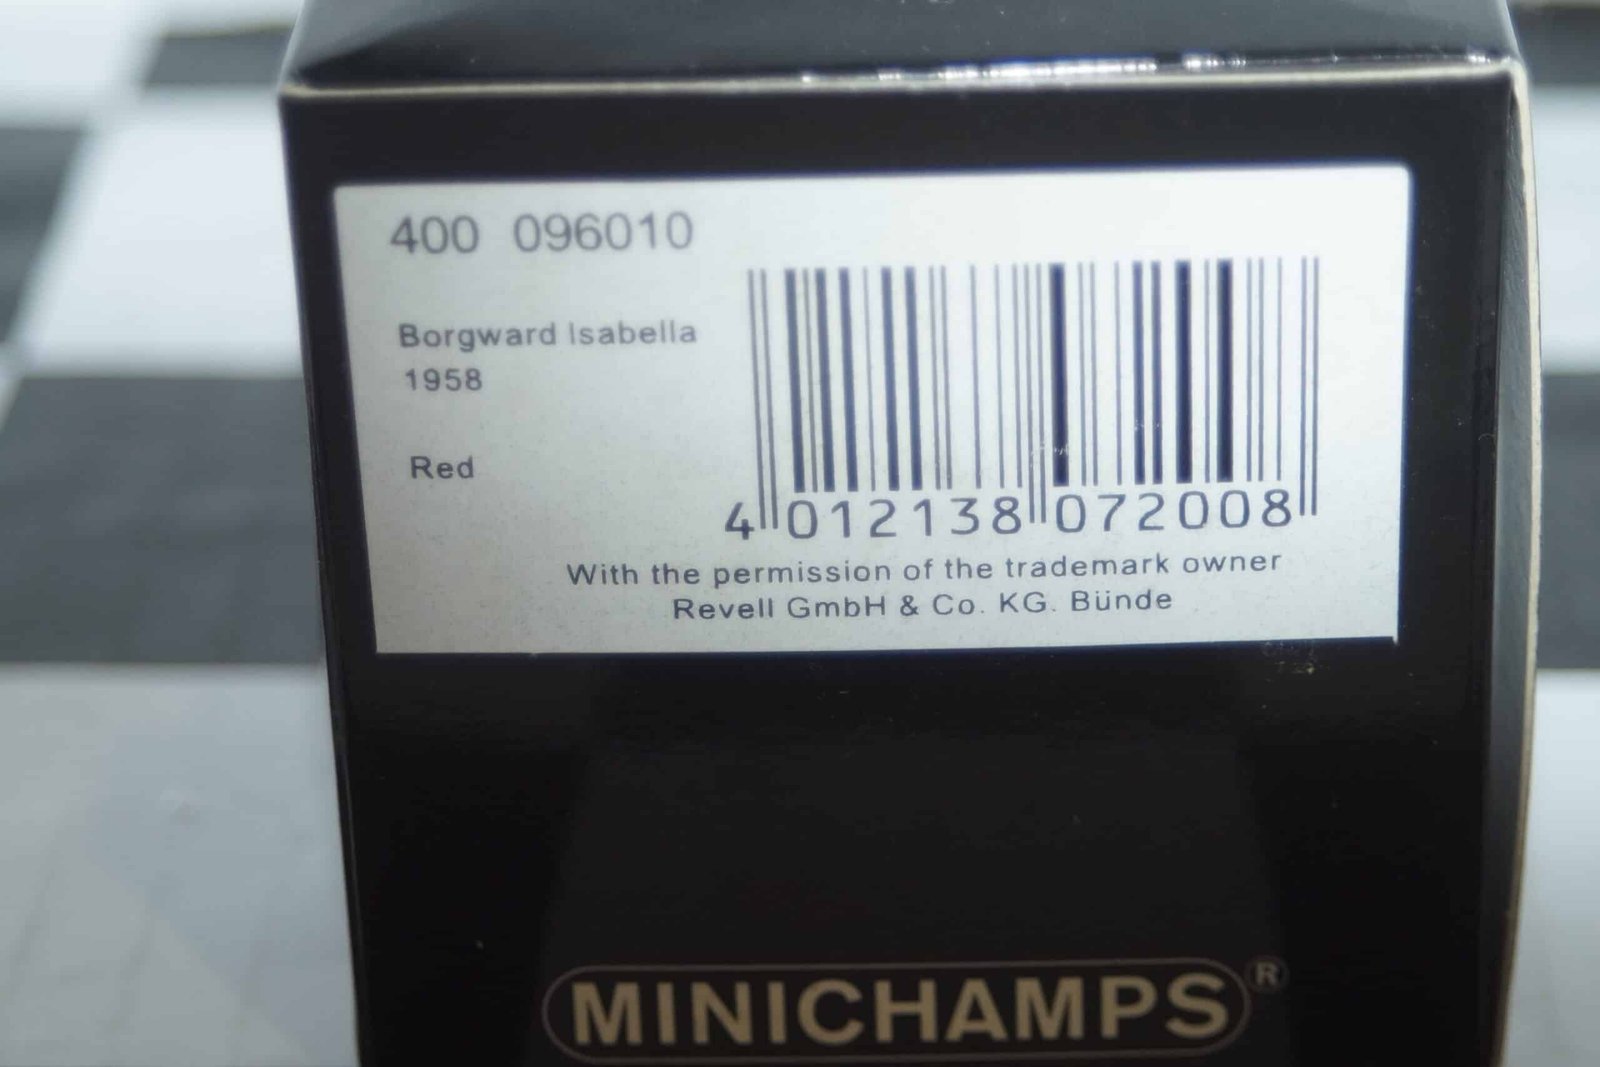 400 096010
Borgward Isabella
1958
Red
4 012138 072008
With the permission of the trademark owner
Revell GmbH & Co. KG. Bünde
MINICHAMPS®